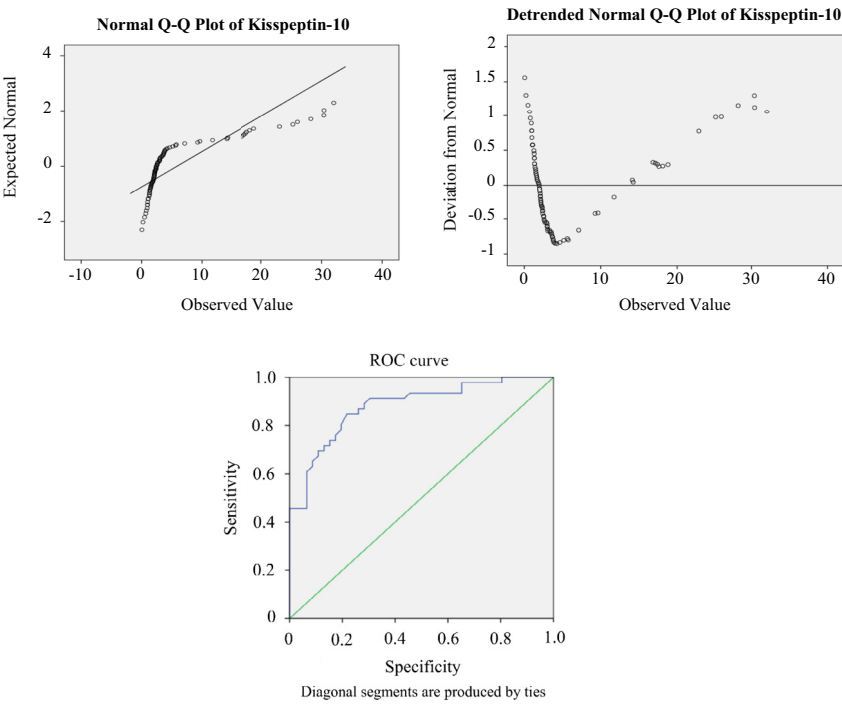 Normal Q-Q Plot of Kisspeptin-10
4
2
0
-2
Expected Normal
-10 0 10 20 30 40
Observed Value
Detrended Normal Q-Q Plot of Kisspeptin-10
2
1.5
1
0.5
0
-0.5
-1
Deviation from Normal
0 10 20 30 40
Observed Value
ROC curve
1.0
0.8
0.6
0.4
0.2
0
Sensitivity
0 0.2 0.4 0.6 0.8 1.0
Specificity
Diagonal segments are produced by ties